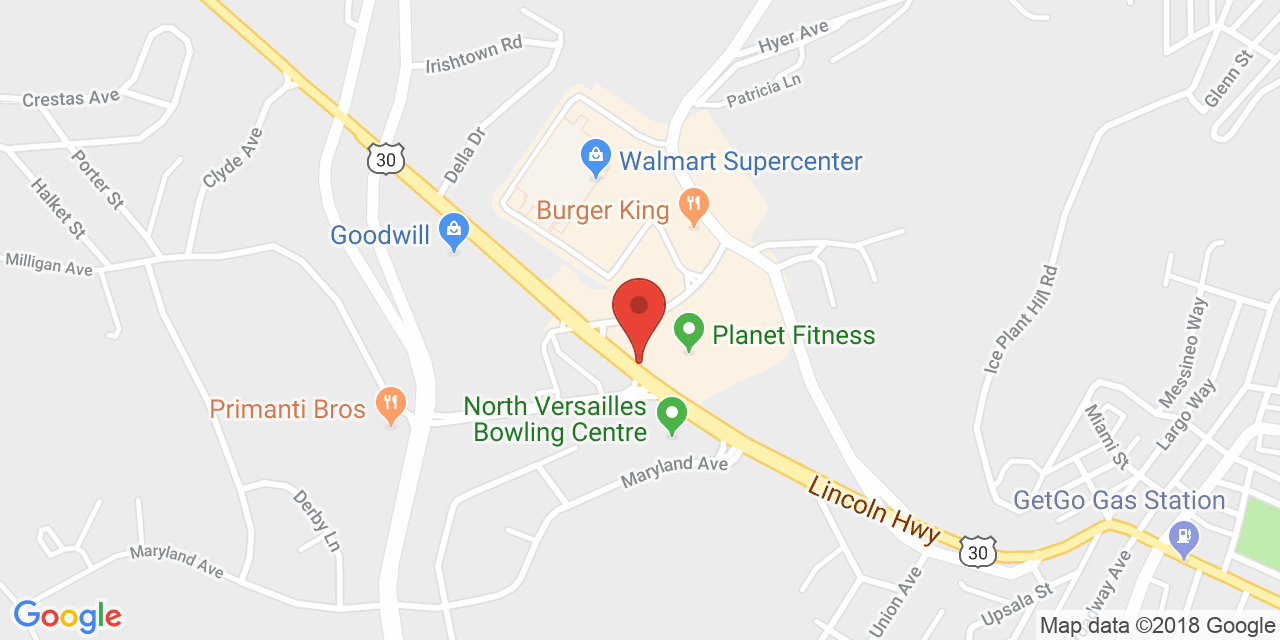 Hyer Ave
Irishtown Rd
Glenn St
Crestas Ave
Patricia Ln
Clyde Ave
Della Dr
30
Walmart Supercenter
Porter St
Halket St
Burger King
Goodwill
Milligan Ave
Ice Plant Hill Rd
Messineo Way
Planet Fitness
Largo Way
Primanti Bros
North Versailles
Bowling Centre
Miami St
Maryland Ave
Lincoln Hwy
GetGo Gas Station
Derby Ln
30
Maryland Ave
Union Ave
Upsala St
Google
Map data ©2018 Google